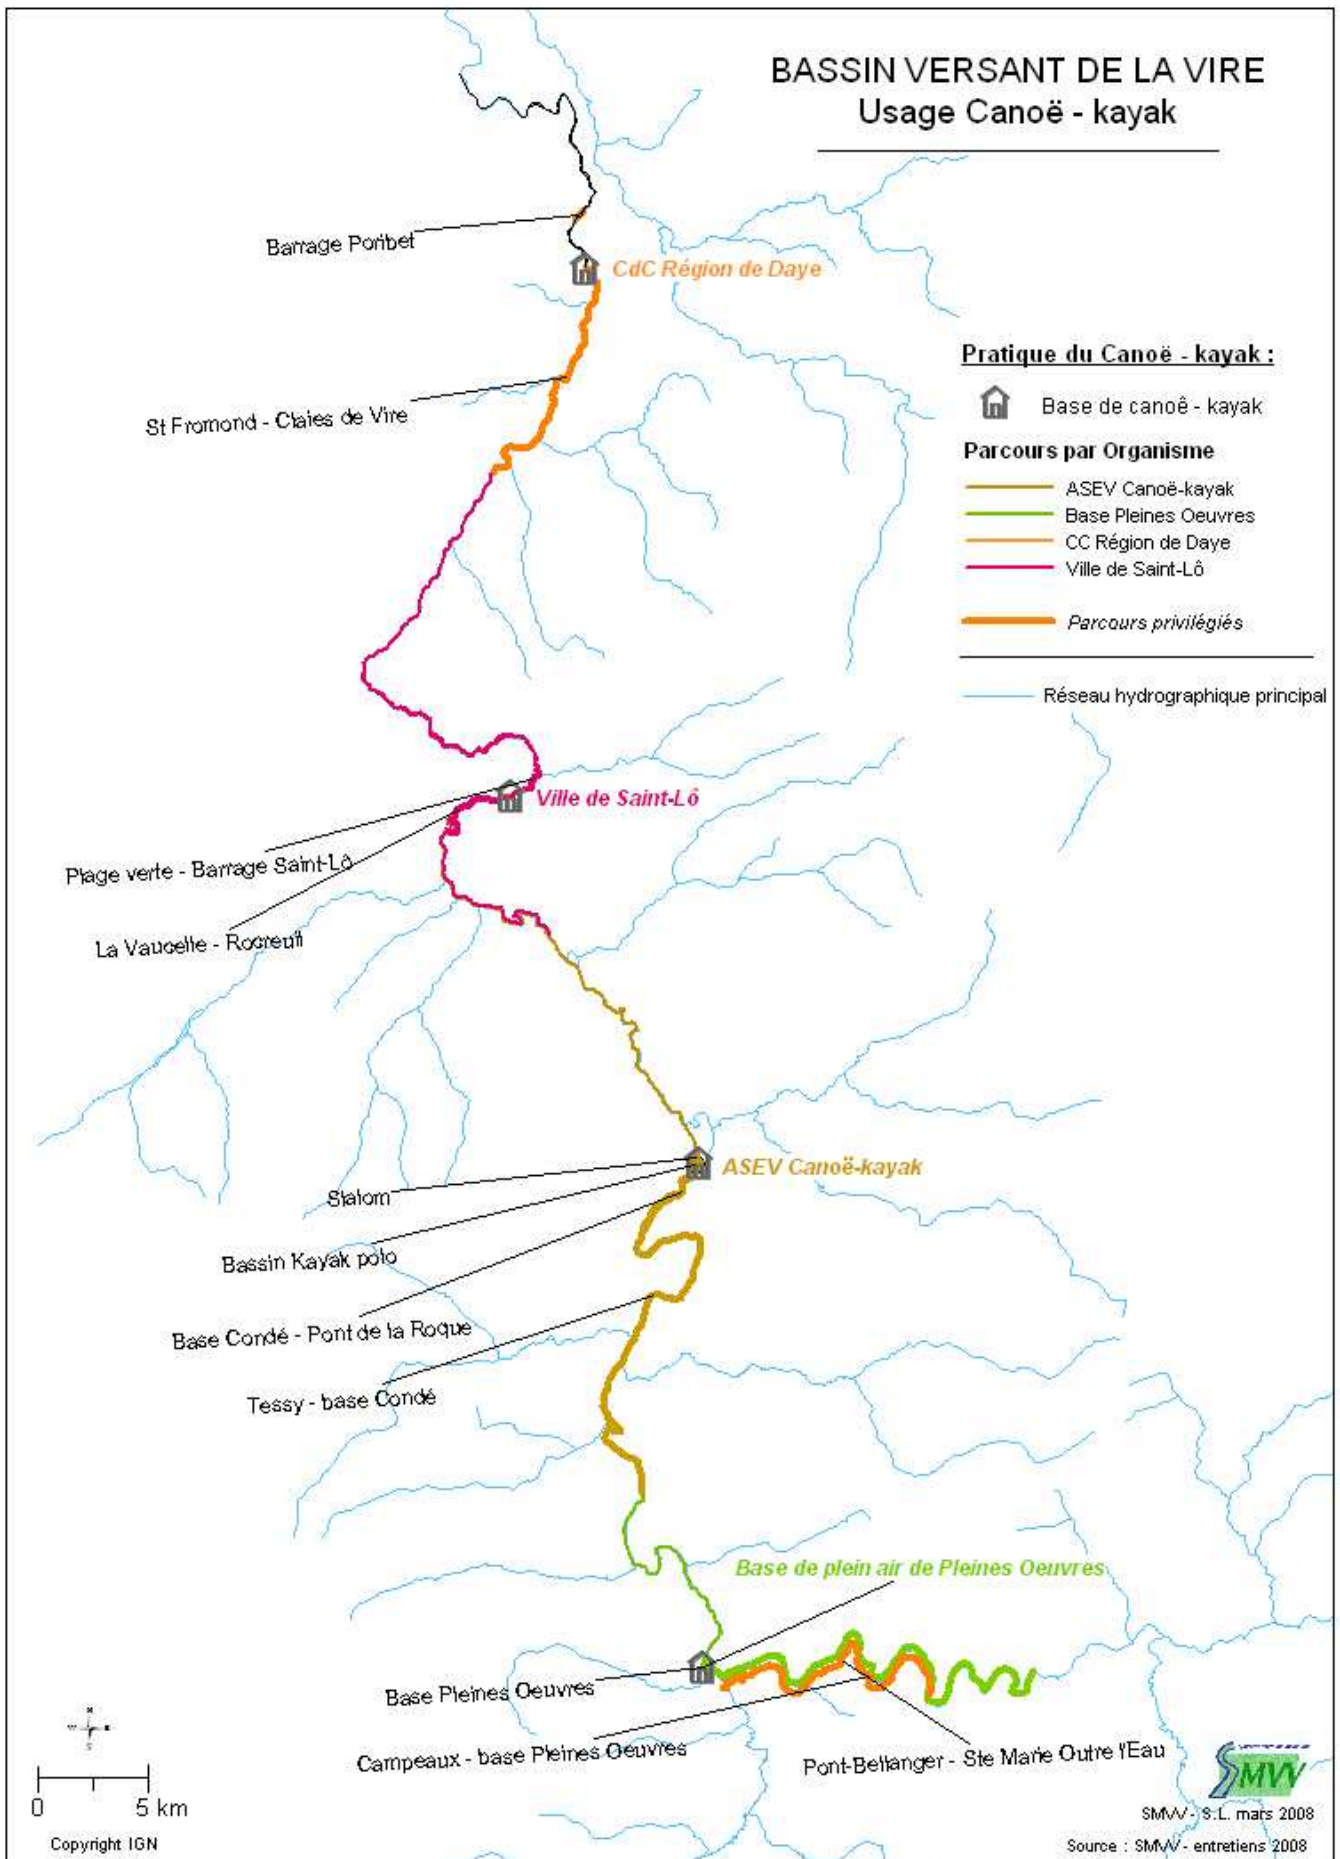 BASSIN VERSANT DE LA VIRE
Usage Canoë - kayak
Barrage Poribet
CdC Région de Daye
Pratique du Canoë - kayak :
Base de canoë - kayak
St Fromond - Claies de Vire
Parcours par Organisme
ASEV Canoë-kayak
Base Pleines Oeuvres
CC Région de Daye
Ville de Saint-Lô
Parcours privilégiés
Réseau hydrographique principal
Ville de Saint-Lô
Plage verte - Barrage Saint-Lô
La Vaucelle - Rocreuil
ASEV Canoë-kayak
Slalom
Bassin Kayak polo
Base Condé - Pont de la Roque
Tessy - base Condé
Base de plein air de Pleines Oeuvres
Base Pleines Oeuvres
Campeaux - base Pleines Oeuvres
Pont-Bellanger - Ste Marie Outre l'Eau
N
W E
S
SMVV
0 5 km
SMVV - S.L. mars 2008
Copyright IGN
Source : SMVV - entretiens 2008